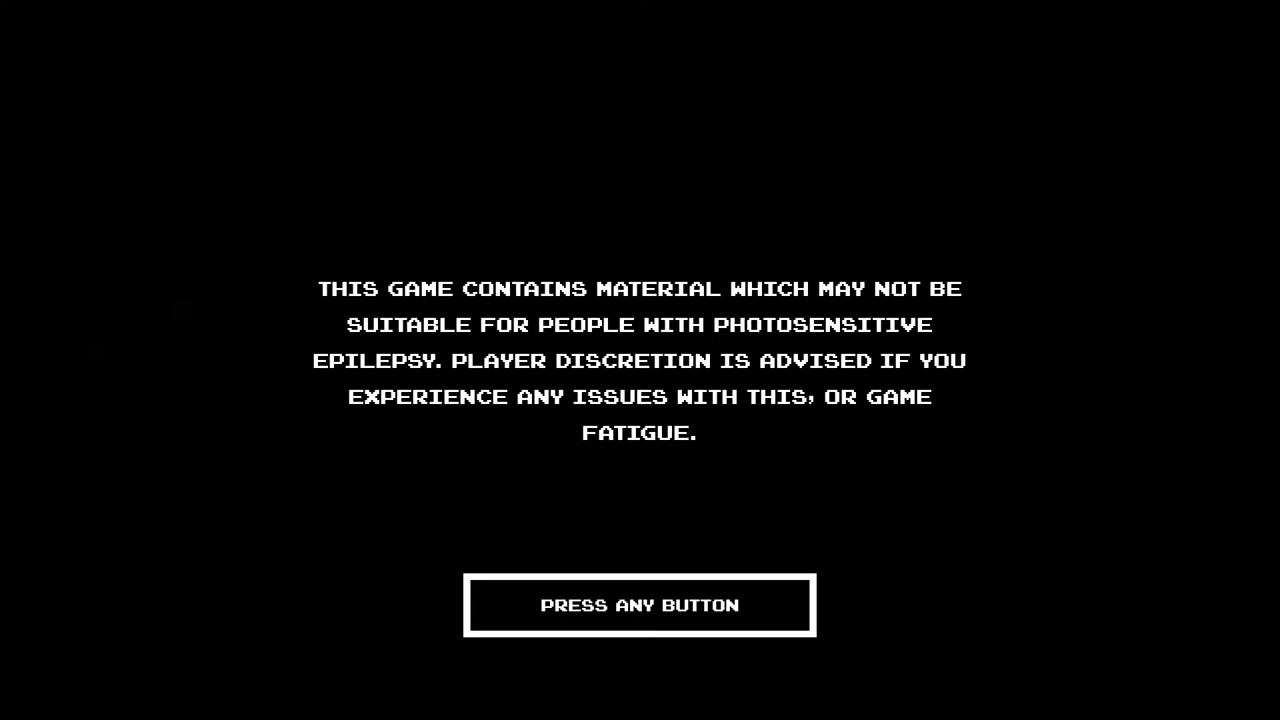 THIS GAME CONTAINS MATERIAL WHICH MAY NOT BE
SUITABLE FOR PEOPLE WITH PHOTOSENSITIVE
EPILEPSY. PLAYER DISCRETION IS ADVISED IF YOU
EXPERIENCE ANY ISSUES WITH THIS, OR GAME
FATIGUE.
PRESS ANY BUTTON